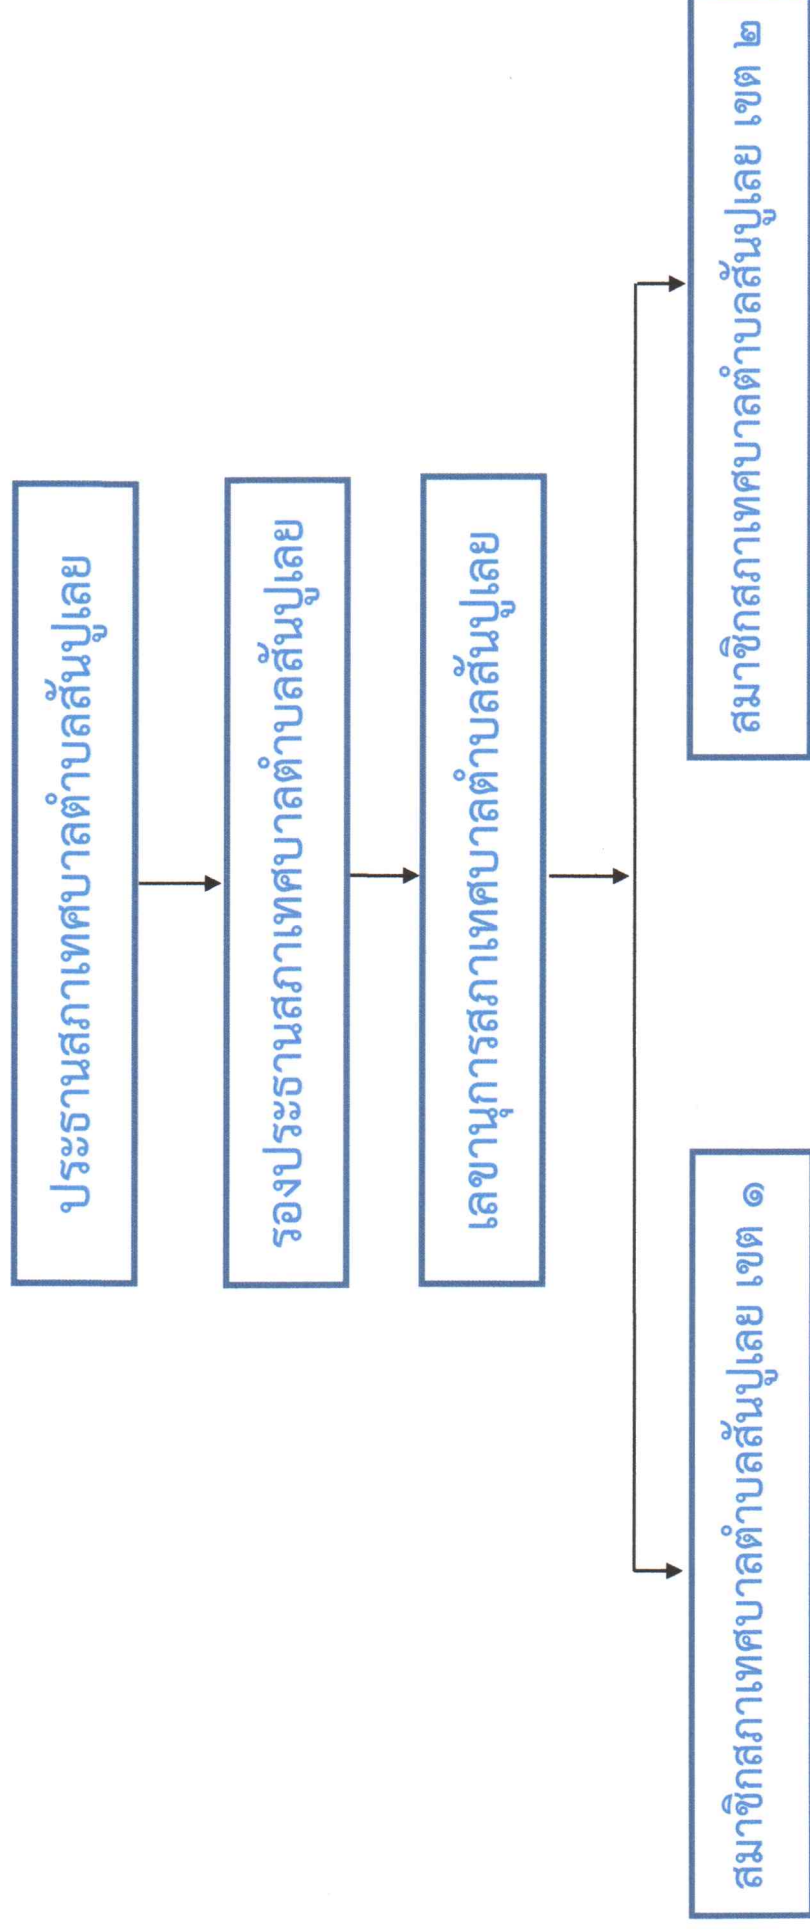 ประธานสภาเทศบาลตำบลสันปูเลย
รองประธานสภาเทศบาลตำบลสันปูเลย
เลขานุการสภาเทศบาลตำบลสันปูเลย
สมาชิกสภาเทศบาลตำบลสันปูเลย เขต ๑
สมาชิกสภาเทศบาลตำบลสันปูเลย เขต ๒